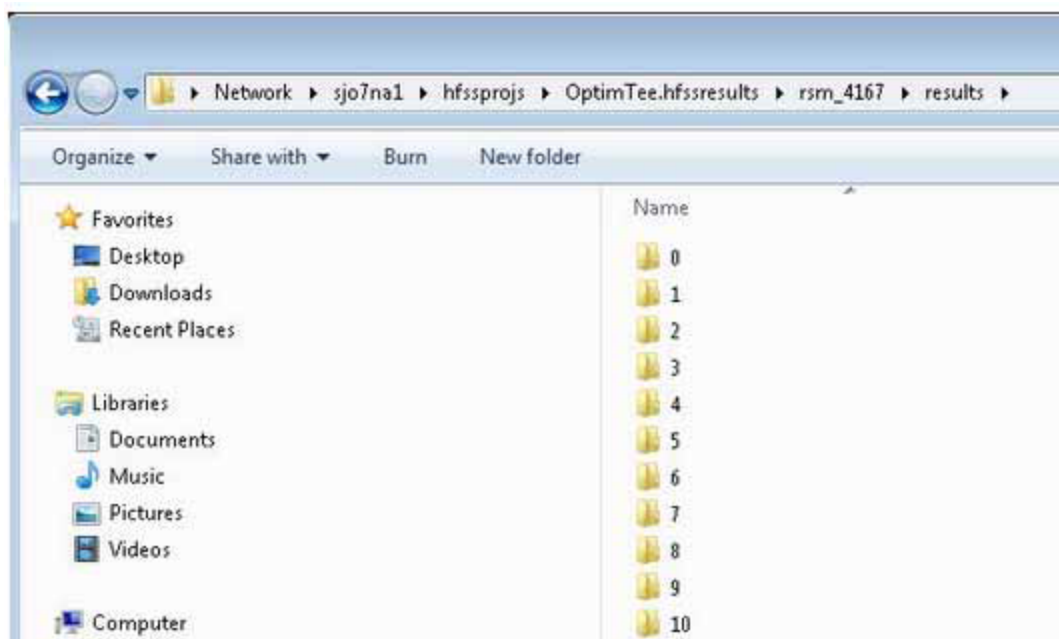 Network sjo7na1 hfssprojs OptimTee.hfssresults rsm_4167 results
Organize Share with Burn New folder
Favorites
Desktop
Downloads
Recent Places
Libraries
Documents
Music
Pictures
Videos
Computer
Name
0
1
2
3
4
5
6
7
8
9
10